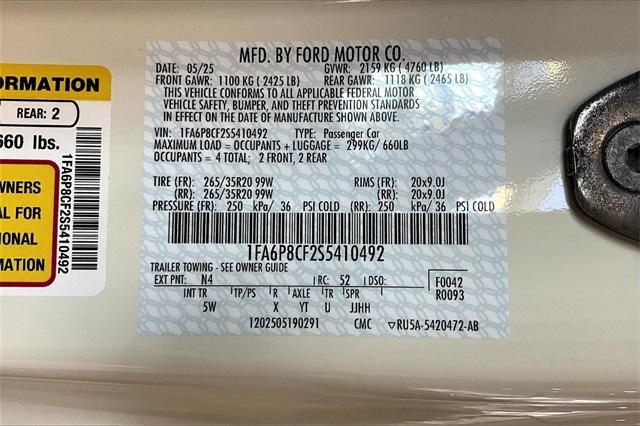 ORMATION
REAR: 2
660 lbs.
WNERS
AL FOR
TIONAL
RMATION
1FA6P8CF2S5410492
MFD. BY FORD MOTOR CO.
DATE: 05/25 GVWR: 2159 KG ( 4760 LB)
FRONT GAWR: 1100 KG ( 2425 LB) REAR GAWR: 1118 KG ( 2465 LB)
THIS VEHICLE CONFORMS TO ALL APPLICABLE FEDERAL MOTOR
VEHICLE SAFETY, BUMPER, AND THEFT PREVENTION STANDARDS
IN EFFECT ON THE DATE OF MANUFACTURE SHOWN ABOVE.
VIN: 1FA6P8CF2S5410492 TYPE: Passenger Car
MAXIMUM LOAD = OCCUPANTS + LUGGAGE = 299KG/ 660LB
OCCUPANTS = 4 TOTAL; 2 FRONT, 2 REAR
TIRE (FR): 265/35R20 99W RIMS (FR): 20x9.0J
(RR): 265/35R20 99W (RR): 20x9.0J
PRESSURE (FR): 250 kPa/ 36 PSI COLD (RR): 250 kPa/ 36 PSI COLD
1FA6P8CF2S5410492
TRAILER TOWING - SEE OWNER GUIDE
EXT PNT: N4 RC: 52 DSO: F0042
INT TR TP/PS R AXLE TR SPR R0093
5W X YT U JJHH
1202505190291 CMC ▽RU5A-5420472-AB